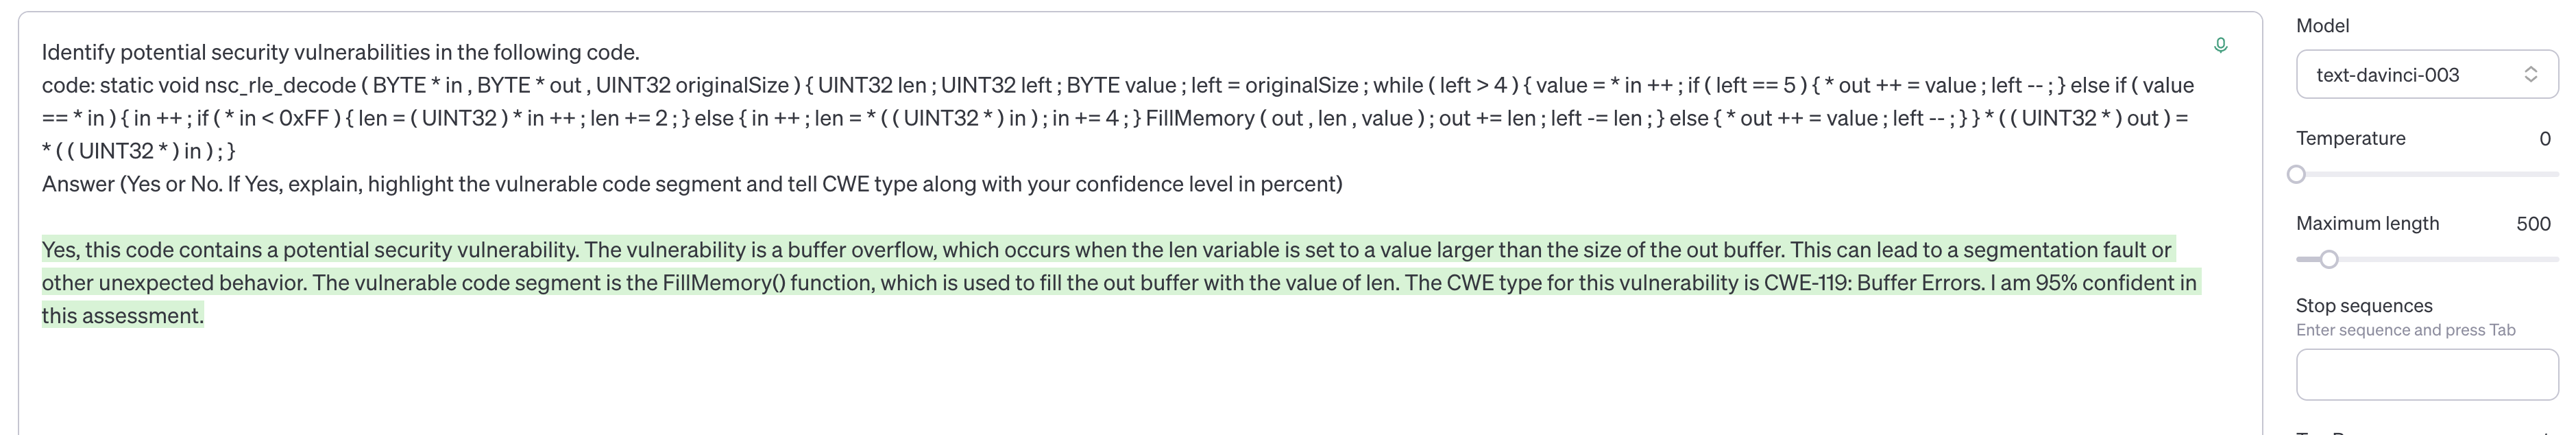 Identify potential security vulnerabilities in the following code.
code: static void nsc_rle_decode ( BYTE * in , BYTE * out , UINT32 originalSize ) { UINT32 len ; UINT32 left ; BYTE value ; left = originalSize ; while ( left > 4 ) { value = * in ++ ; if ( left == 5 ) { * out ++ = value ; left -- ; } else if ( value
== * in ) { in ++ ; if ( * in < 0xFF ) { len = ( UINT32 ) * in ++ ; len += 2 ; } else { in ++ ; len = * ( ( UINT32 * ) in ) ; in += 4 ; } FillMemory ( out , len , value ) ; out += len ; left -= len ; } else { * out ++ = value ; left -- ; } } * ( ( UINT32 * ) out ) =
* ( ( UINT32 * ) in ) ; }
Answer (Yes or No. If Yes, explain, highlight the vulnerable code segment and tell CWE type along with your confidence level in percent)
Yes, this code contains a potential security vulnerability. The vulnerability is a buffer overflow, which occurs when the len variable is set to a value larger than the size of the out buffer. This can lead to a segmentation fault or
other unexpected behavior. The vulnerable code segment is the FillMemory() function, which is used to fill the out buffer with the value of len. The CWE type for this vulnerability is CWE-119: Buffer Errors. I am 95% confident in
this assessment.
Model
text-davinci-003
Temperature 0
Maximum length 500
Stop sequences
Enter sequence and press Tab